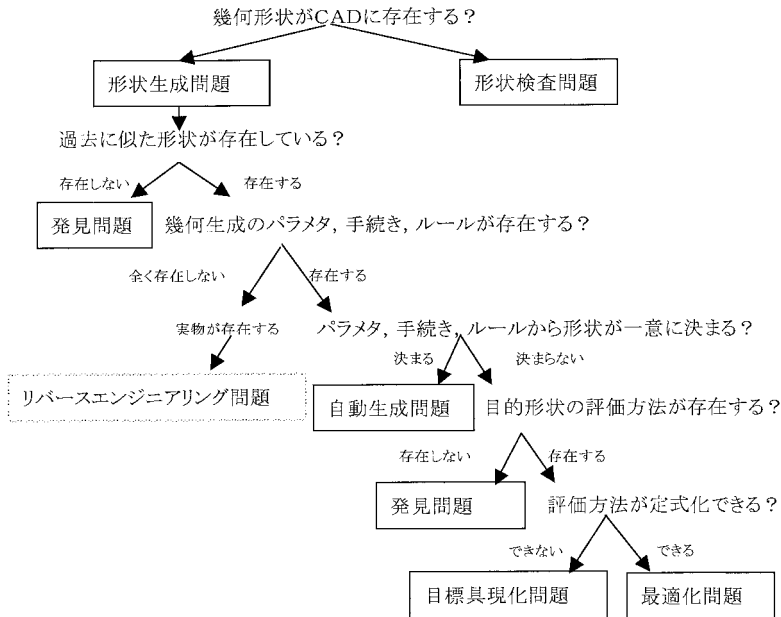 幾何形状がCADに存在する?
形状生成問題
形状検査問題
過去に似た形状が存在している?
存在しない
存在する
発見問題
幾何生成のパラメタ, 手続き, ルールが存在する?
全く存在しない
存在する
実物が存在する
パラメタ, 手続き, ルールから形状が一意に決まる?
決まる
決まらない
リバースエンジニアリング問題
自動生成問題
目的形状の評価方法が存在する?
存在しない
存在する
発見問題
評価方法が定式化できる?
できない
できる
目標具現化問題
最適化問題